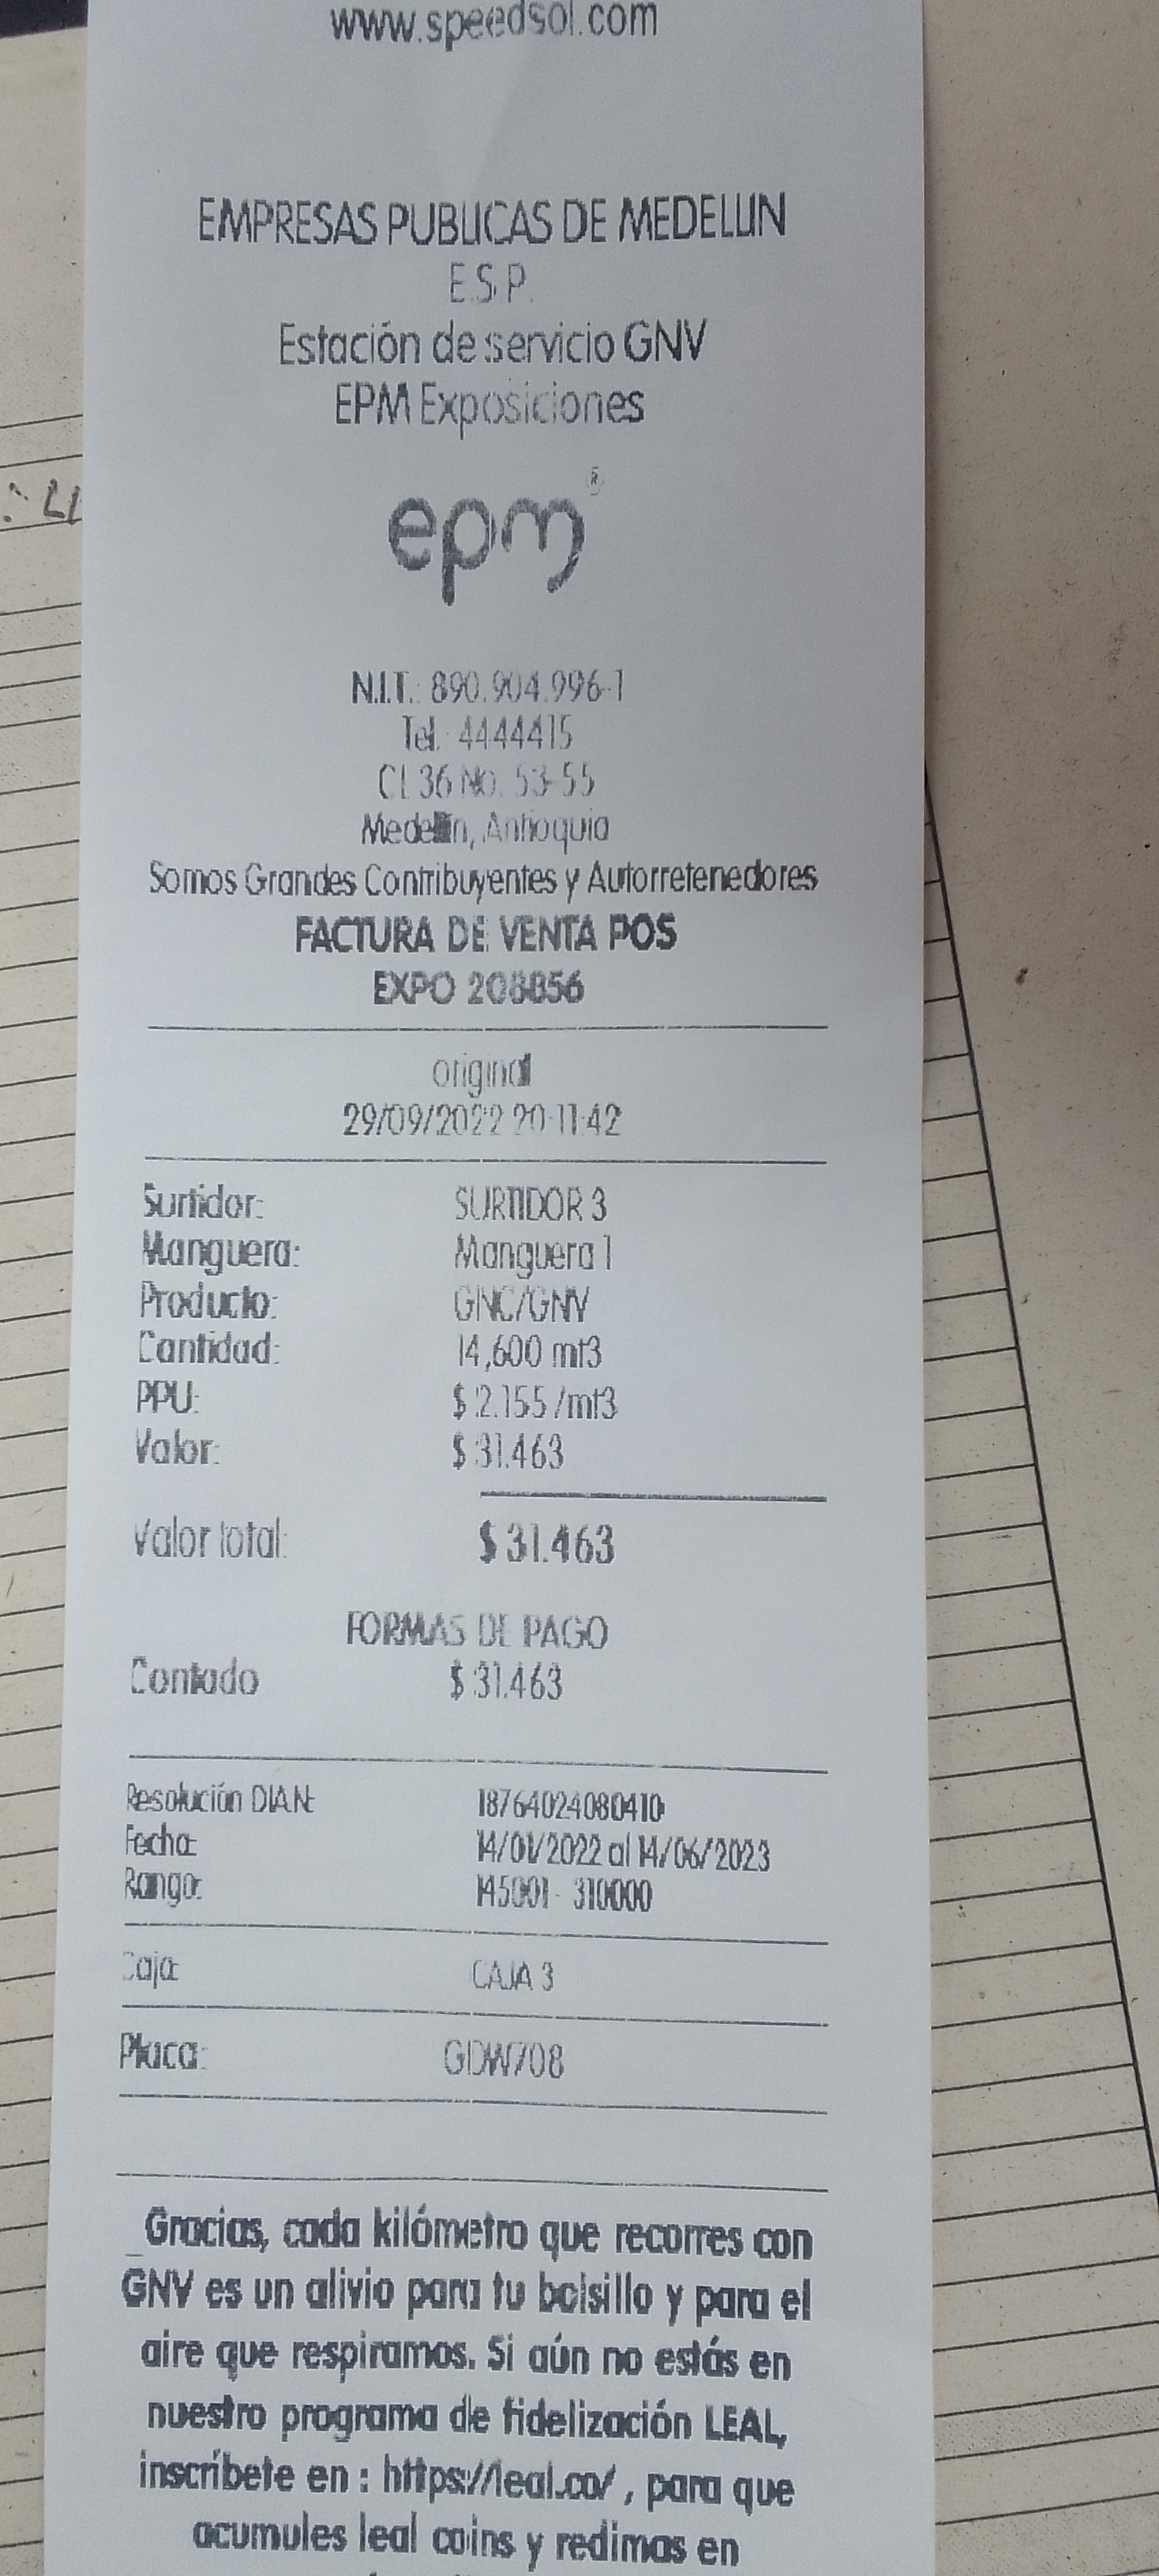 www.speedsol.com
EMPRESAS PUBLICAS DE MEDELLIN
E.S.P.
Estación de servicio GNV
EPM Exposiciones
epm®
N.I.T.: 890.904.996-1
Tel.: 4444415
CL 36 No. 53-55
Medellín, Antioquia
Somos Grandes Contribuyentes y Autorretenedores
FACTURA DE VENTA POS
EXPO 208856
original
29/09/2022 20:11:42
Surtidor: SURTIDOR 3
Manguera: Manguera 1
Producto: GNC/GNV
Cantidad: 14,600 mt3
PPU: $ 2.155 /mt3
Valor: $ 31.463
Valor total: $ 31.463
FORMAS DE PAGO
Contado $ 31.463
Resolución DIAN: 18764024080410
Fecha: 14/01/2022 al 14/06/2023
Rango: 145001 - 310000
Caja: CAJA 3
Placa: GDW708
Gracias, cada kilómetro que recorres con
GNV es un alivio para tu bolsillo y para el
aire que respiramos. Si aún no estás en
nuestro programa de fidelización LEAL,
inscríbete en : https://leal.co/ , para que
acumules leal coins y redimas en